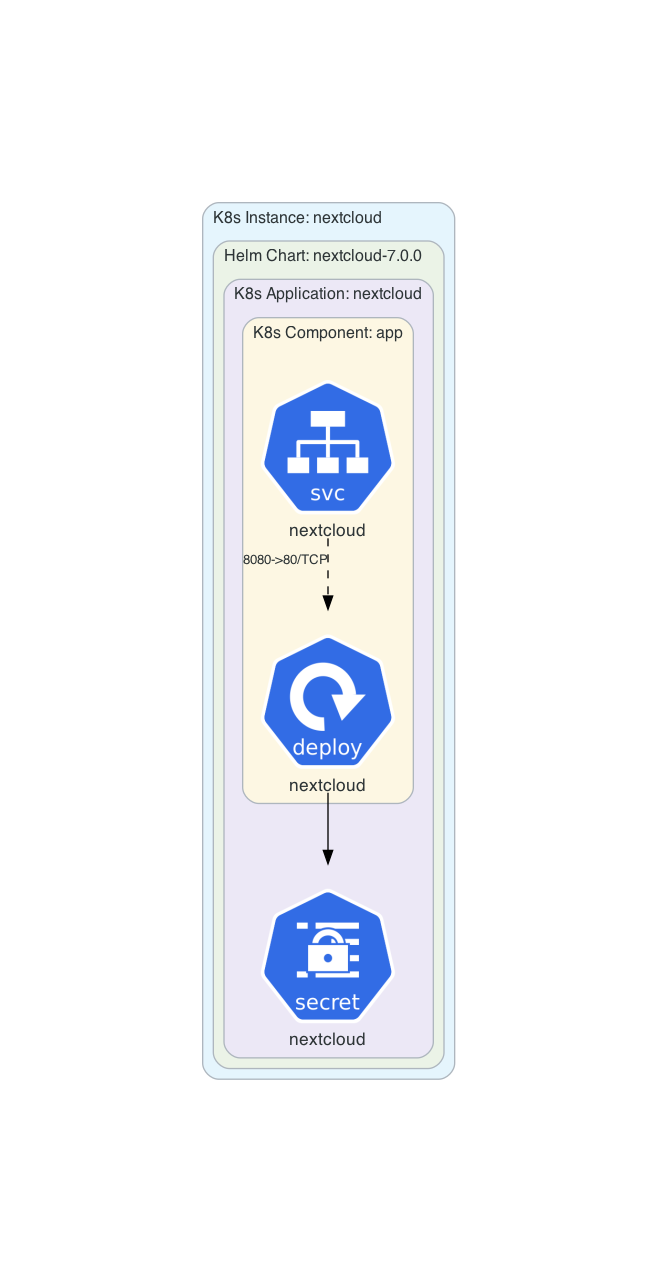 K8s Instance: nextcloud
Helm Chart: nextcloud-7.0.0
K8s Application: nextcloud
K8s Component: app
svc
nextcloud
8080->80/TCP
deploy
nextcloud
secret
nextcloud